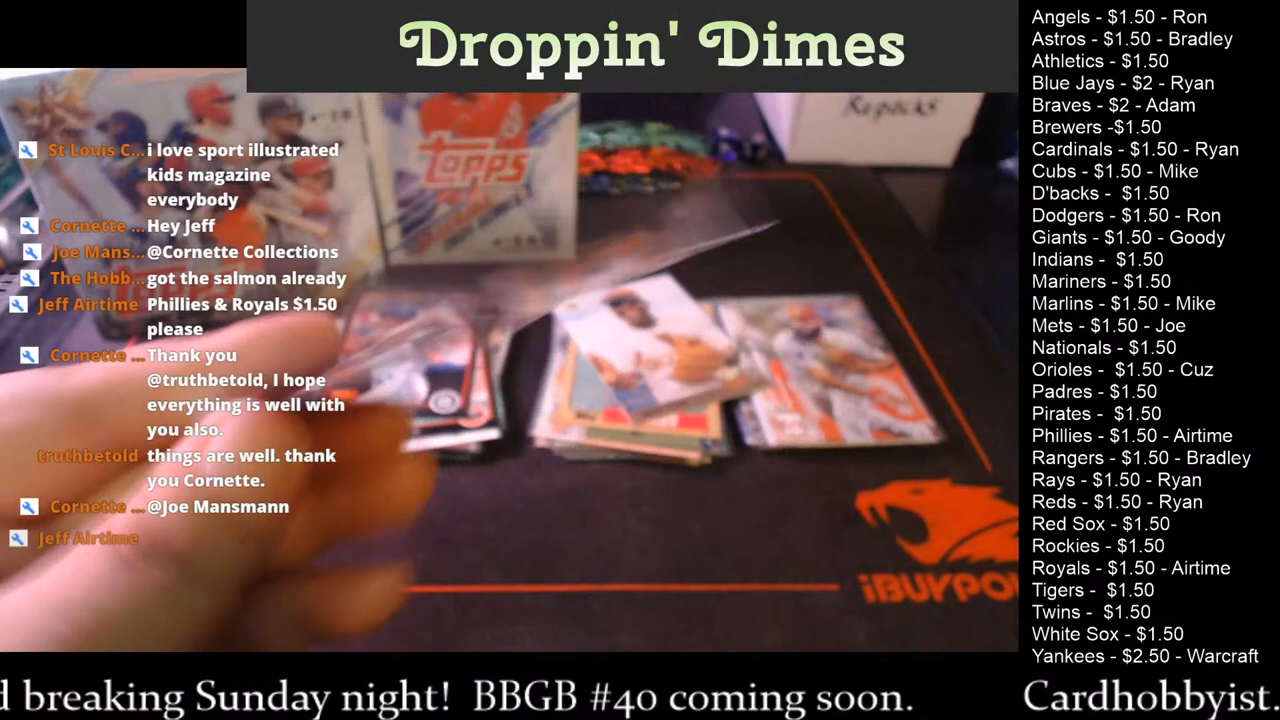 Droppin' Dimes
Repacks
topps
St Louis C... i love sport illustrated
kids magazine
everybody
Cornette ... Hey Jeff
Joe Mans... @Cornette Collections
The Hobb... got the salmon already
Jeff Airtime Phillies & Royals $1.50
please
Cornette ... Thank you
@truthbetold, I hope
everything is well with
you also.
truthbetold things are well. thank
you Cornette.
Cornette ... @Joe Mansmann
Jeff Airtime
iBUYPO
Angels - $1.50 - Ron
Astros - $1.50 - Bradley
Athletics - $1.50
Blue Jays - $2 - Ryan
Braves - $2 - Adam
Brewers -$1.50
Cardinals - $1.50 - Ryan
Cubs - $1.50 - Mike
D'backs - $1.50
Dodgers - $1.50 - Ron
Giants - $1.50 - Goody
Indians - $1.50
Mariners - $1.50
Marlins - $1.50 - Mike
Mets - $1.50 - Joe
Nationals - $1.50
Orioles - $1.50 - Cuz
Padres - $1.50
Pirates - $1.50
Phillies - $1.50 - Airtime
Rangers - $1.50 - Bradley
Rays - $1.50 - Ryan
Reds - $1.50 - Ryan
Red Sox - $1.50
Rockies - $1.50
Royals - $1.50 - Airtime
Tigers - $1.50
Twins - $1.50
White Sox - $1.50
Yankees - $2.50 - Warcraft
d breaking Sunday night! BBGB #40 coming soon. Cardhobbyist.